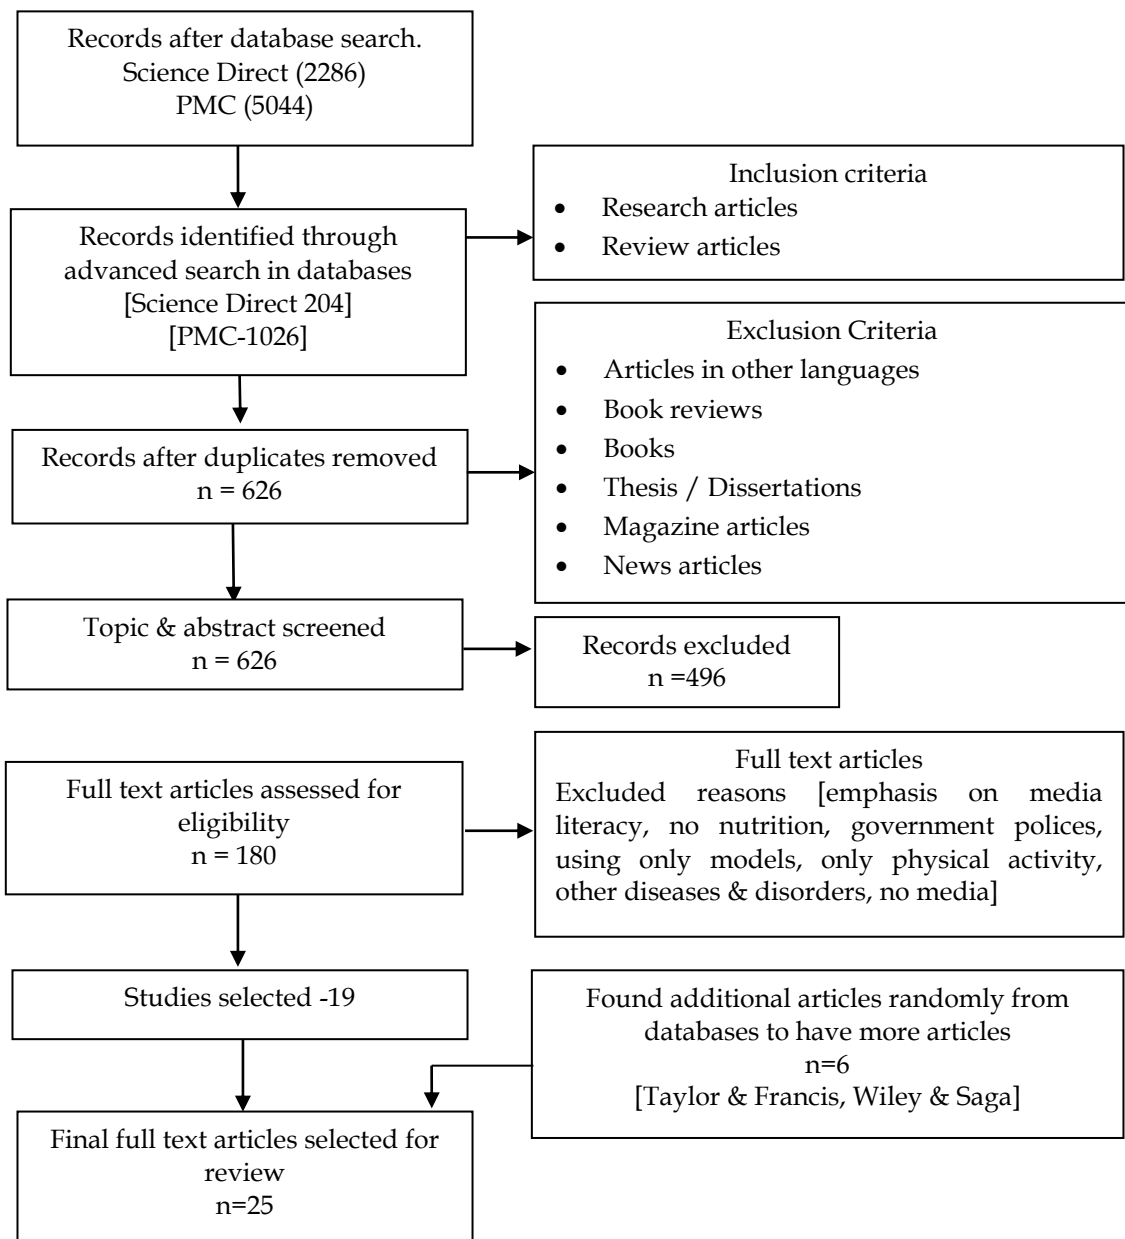 Records after database search.
Science Direct (2286)
PMC (5044)
Inclusion criteria
• Research articles
• Review articles
Records identified through
advanced search in databases
[Science Direct 204]
[PMC-1026]
Exclusion Criteria
• Articles in other languages
• Book reviews
• Books
• Thesis / Dissertations
• Magazine articles
• News articles
Records after duplicates removed
n = 626
Topic & abstract screened
n = 626
Records excluded
n =496
Full text articles assessed for
eligibility
n = 180
Full text articles
Excluded reasons [emphasis on media
literacy, no nutrition, government polices,
using only models, only physical activity,
other diseases & disorders, no media]
Studies selected -19
Found additional articles randomly from
databases to have more articles
n=6
[Taylor & Francis, Wiley & Saga]
Final full text articles selected for
review
n=25